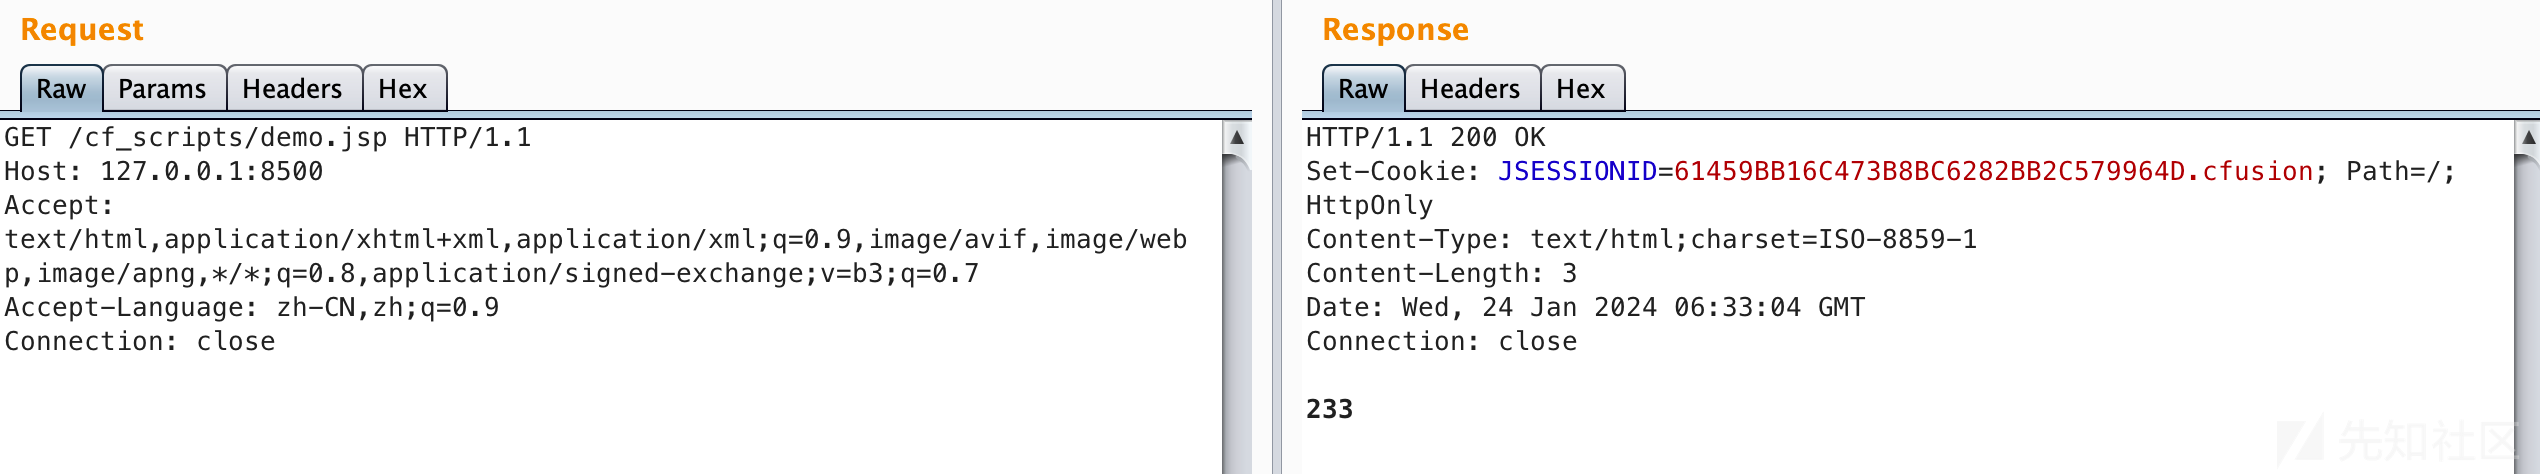 Request
Raw Params Headers Hex
GET /cf_scripts/demo.jsp HTTP/1.1
Host: 127.0.0.1:8500
Accept:
text/html,application/xhtml+xml,application/xml;q=0.9,image/avif,image/web
p,image/apng,*/*;q=0.8,application/signed-exchange;v=b3;q=0.7
Accept-Language: zh-CN,zh;q=0.9
Connection: close
Response
Raw Headers Hex
HTTP/1.1 200 OK
Set-Cookie: JSESSIONID=61459BB16C473B8BC6282BB2C579964D.cfusion; Path=/;
HttpOnly
Content-Type: text/html;charset=ISO-8859-1
Content-Length: 3
Date: Wed, 24 Jan 2024 06:33:04 GMT
Connection: close
233
先知社区